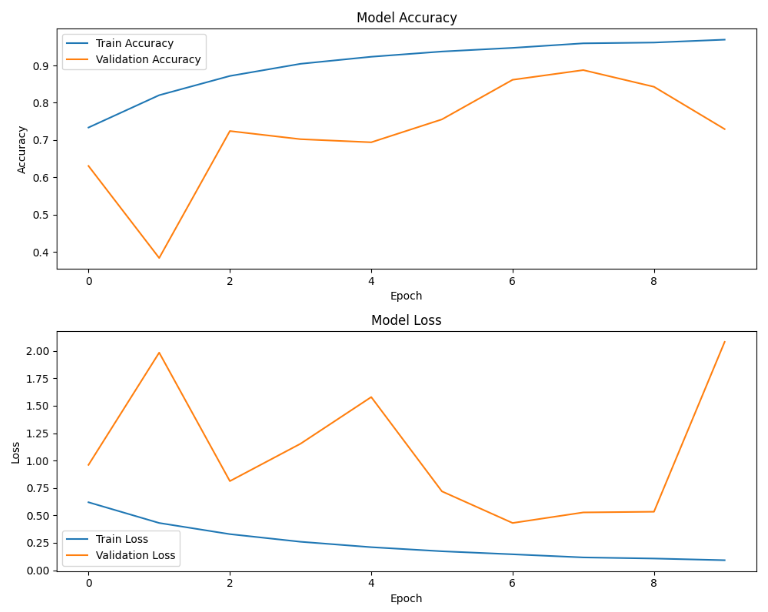 Model Accuracy
Train Accuracy
Validation Accuracy
0.9
0.8
0.7
0.6
0.5
0.4
Accuracy
0 2 4 6 8
Epoch
Model Loss
2.00
1.75
1.50
1.25
1.00
0.75
0.50
0.25
0.00
Loss
Train Loss
Validation Loss
0 2 4 6 8
Epoch